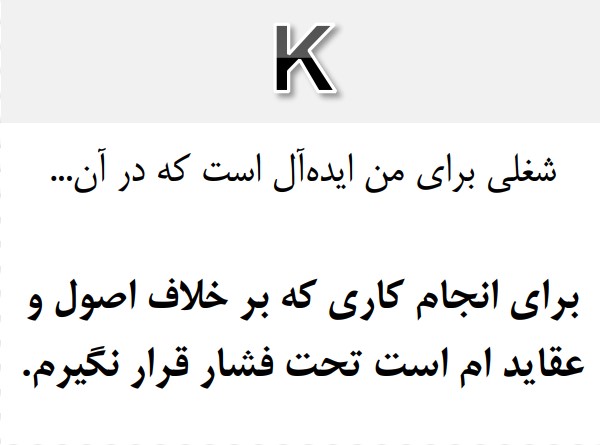 K
شغلی برای من ایده‌آل است که در آن...
برای انجام کاری که بر خلاف اصول و
عقاید ام است تحت فشار قرار نگیرم.